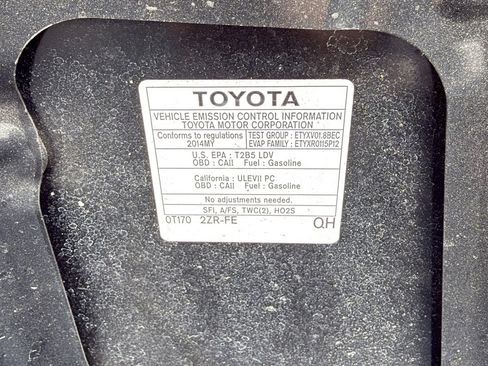 TOYOTA
VEHICLE EMISSION CONTROL INFORMATION
TOYOTA MOTOR CORPORATION
Conforms to regulations TEST GROUP : ETYXV01.8BEC
2014MY EVAP FAMILY : ETYXR0115P12
U.S. EPA : T2B5 LDV
OBD : CAII Fuel : Gasoline
California : ULEVII PC
OBD : CAII Fuel : Gasoline
No adjustments needed.
SFI, A/FS, TWC(2), HO2S
0T170 2ZR-FE QH